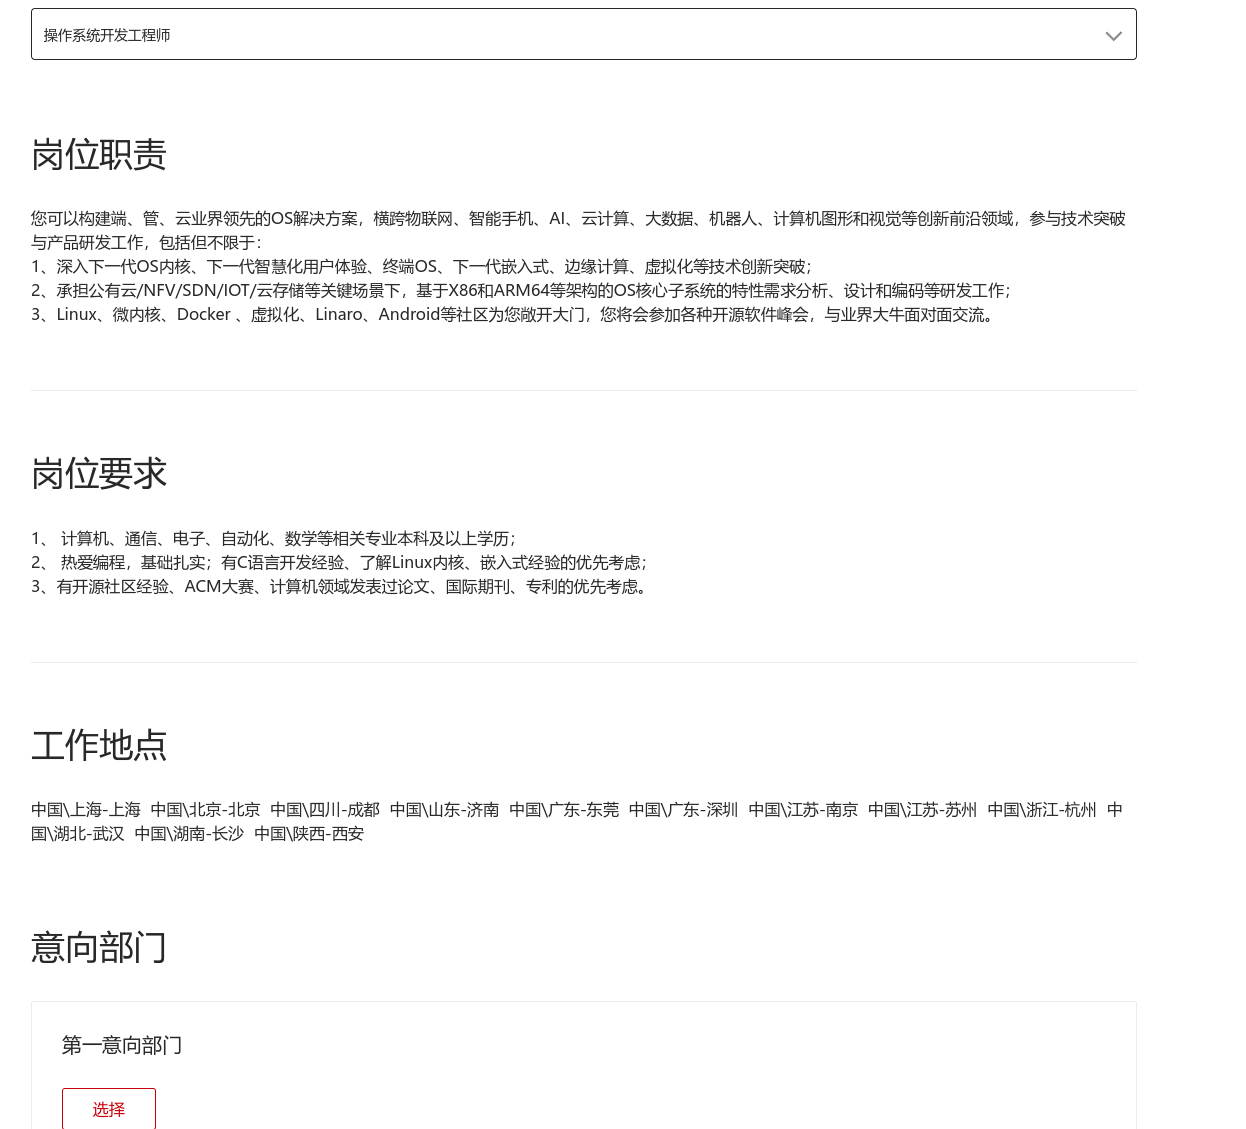 操作系统开发工程师
岗位职责
您可以构建端、管、云业界领先的OS解决方案，横跨物联网、智能手机、AI、云计算、大数据、机器人、计算机图形和视觉等创新前沿领域，参与技术突破
与产品研发工作，包括但不限于：
1、深入下一代OS内核、下一代智慧化用户体验、终端OS、下一代嵌入式、边缘计算、虚拟化等技术创新突破；
2、承担公有云/NFV/SDN/IOT/云存储等关键场景下，基于X86和ARM64等架构的OS核心子系统的特性需求分析、设计和编码等研发工作；
3、Linux、微内核、Docker 、虚拟化、Linaro、Android等社区为您敞开大门，您将会参加各种开源软件峰会，与业界大牛面对面交流。
岗位要求
1、 计算机、通信、电子、自动化、数学等相关专业本科及以上学历；
2、 热爱编程，基础扎实；有C语言开发经验、了解Linux内核、嵌入式经验的优先考虑；
3、有开源社区经验、ACM大赛、计算机领域发表过论文、国际期刊、专利的优先考虑。
工作地点
中国\上海-上海 中国\北京-北京 中国\四川-成都 中国\山东-济南 中国\广东-东莞 中国\广东-深圳 中国\江苏-南京 中国\江苏-苏州 中国\浙江-杭州 中
国\湖北-武汉 中国\湖南-长沙 中国\陕西-西安
意向部门
第一意向部门
选择